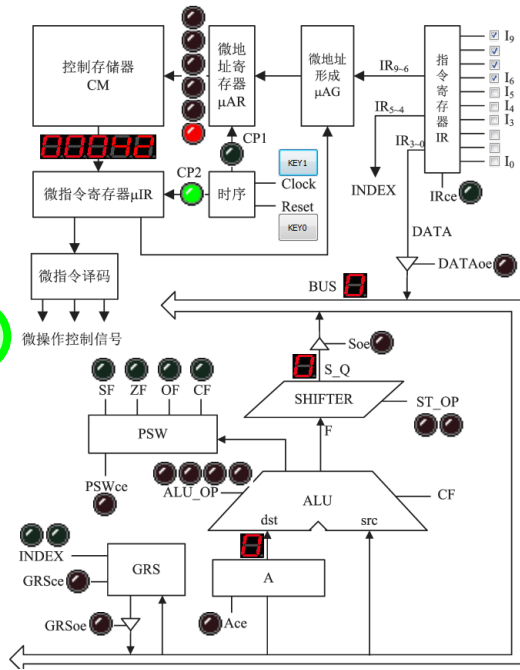 控制存储器
CM
微地
址寄
存器
μAR
微地址
形成
μAG
IR9~6
指
令
寄
存
器
IR
I9
I6
I5
I4
I3
I0
IR5~4
IR3~0
CP1
CP2
微指令寄存器μIR
时序
KEY1
Clock
Reset
KEY0
INDEX
IRce
DATA
微指令译码
DATAoe
BUS
微操作控制信号
Soe
S_Q
SF
ZF
OF
CF
SHIFTER
ST_OP
PSW
F
PSWce
ALU_OP
ALU
CF
dst
src
INDEX
GRS
A
GRSce
GRSoe
Ace